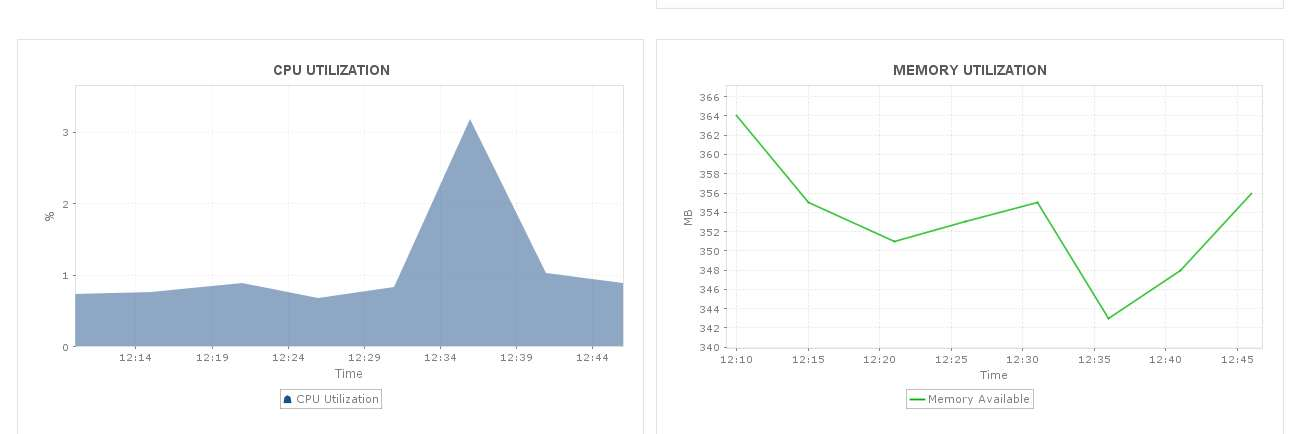 CPU UTILIZATION
3
2
1
0
%
12:14 12:19 12:24 12:29 12:34 12:39 12:44
Time
CPU Utilization
MEMORY UTILIZATION
366
364
362
360
358
356
354
352
350
348
346
344
342
340
MB
12:10 12:15 12:20 12:25 12:30 12:35 12:40 12:45
Time
Memory Available